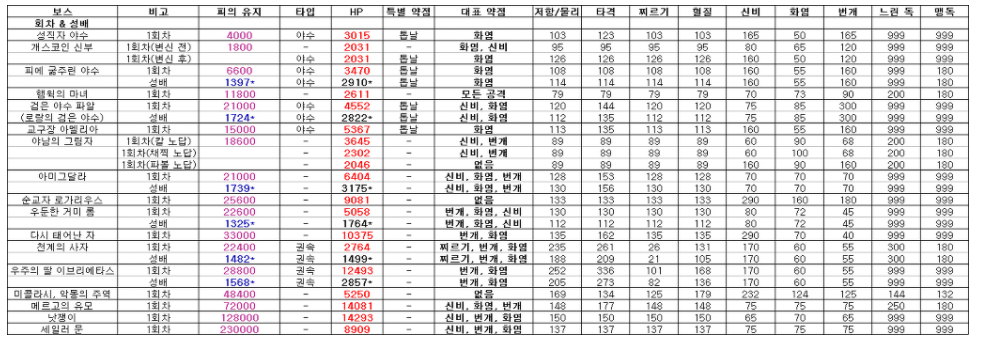 보스 비고 피의 유지 타입 HP 특별 약점 대표 약점 저항/물리 타격 찌르기 혈질 신비 화염 번개 느린 독 맹독
회차 & 성배
성직자 야수 1회차 4000 야수 3015 톱날 화염 103 123 103 103 165 50 165 999 999
개스코인 신부 1회차(변신 전) 1800 - 2031 - 화염, 신비 95 95 95 95 80 65 120 999 999
1회차(변신 후) 야수 2031 톱날 화염 126 126 126 126 160 50 120 999 999
피에 굶주린 야수 1회차 6600 야수 3470 톱날 화염 108 108 108 108 160 55 160 999 180
성배 1397* 야수 2910* 톱날 화염 114 114 114 114 160 55 160 999 180
헴윅의 마녀 1회차 11800 - 2611 - 모든 공격 79 79 79 79 70 73 90 200 180
검은 야수 파알 1회차 21000 야수 4552 톱날 신비, 화염 120 144 120 120 75 85 300 999 999
(로랑의 검은 야수) 성배 1724* 야수 2822* 톱날 신비, 화염 112 135 112 112 75 85 300 999 999
교구장 아멜리아 1회차 15000 야수 5367 톱날 화염 113 135 113 113 160 55 160 999 999
야남의 그림자 1회차(칼 노답) 18600 - 3645 - 신비, 번개 89 89 89 89 60 90 68 200 180
1회차(채찍 노답) - 2302 - 신비, 번개 89 89 89 89 60 100 68 200 180
1회차(파볼 노답) - 2046 - 없음 89 89 89 89 160 90 160 200 180
아미그달라 1회차 21000 - 6404 - 신비, 화염, 번개 128 153 128 128 70 70 70 999 999
성배 1739* - 3175* - 신비, 화염, 번개 130 156 130 130 70 70 70 999 999
순교자 로가리우스 1회차 25600 - 9081 - 없음 133 133 133 133 290 160 180 999 999
우둔한 거미 롬 1회차 22600 - 5058 - 번개, 화염, 신비 130 130 130 130 80 72 45 999 999
성배 1325* - 1764* - 번개, 화염, 신비 112 112 112 112 80 72 45 999 999
다시 태어난 자 1회차 33000 - 10375 - 번개, 화염 135 162 135 135 290 70 40 999 999
천계의 사자 1회차 22400 권속 2764 - 찌르기, 번개, 화염 235 261 26 131 170 60 55 300 180
성배 1482* 권속 1499* - 찌르기, 번개, 화염 188 209 21 105 170 60 55 300 180
우주의 딸 이브리에타스 1회차 28800 권속 12493 - 번개, 화염 252 336 101 168 170 60 55 999 999
성배 1568* 권속 2857* - 번개, 화염 205 273 82 136 170 60 55 999 999
미콜라시, 악몽의 주역 1회차 48400 - 5250 - 없음 169 134 125 179 232 124 125 144 132
메르고의 유모 1회차 72000 - 14081 - 신비, 화염, 번개 148 177 148 148 75 75 75 250 180
낫쟁이 1회차 128000 - 14293 - 신비, 번개, 화염 150 150 150 150 65 70 65 999 999
세일러 문 1회차 230000 - 8909 - 신비, 번개, 화염 137 137 137 137 75 75 75 999 999